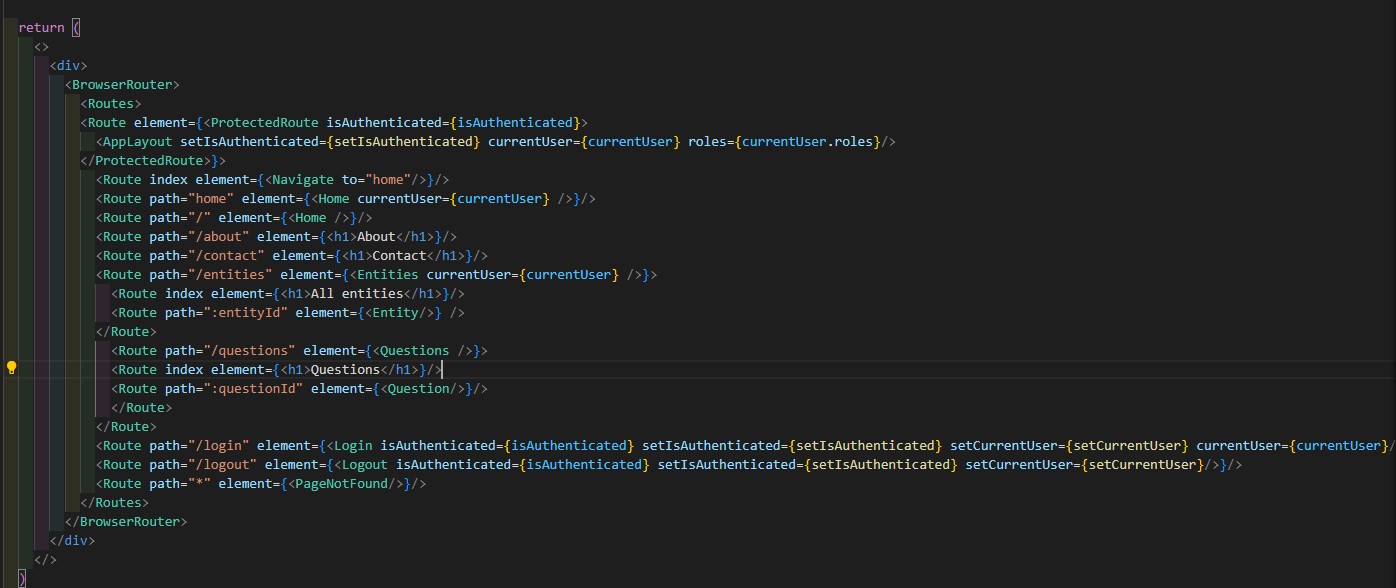 return (
<>
<div>
<BrowserRouter>
<Routes>
<Route element={<ProtectedRoute isAuthenticated={isAuthenticated}>
<AppLayout setIsAuthenticated={setIsAuthenticated} currentUser={currentUser} roles={currentUser.roles}/>
</ProtectedRoute>}>
<Route index element={<Navigate to="home"/>}/>
<Route path="home" element={<Home currentUser={currentUser} />}/>
<Route path="/" element={<Home />}/>
<Route path="/about" element={<h1>About</h1>}/>
<Route path="/contact" element={<h1>Contact</h1>}/>
<Route path="/entities" element={<Entities currentUser={currentUser} />}>
<Route index element={<h1>All entities</h1>}/>
<Route path=":entityId" element={<Entity/>} />
</Route>
<Route path="/questions" element={<Questions />}>
<Route index element={<h1>Questions</h1>}/>
<Route path=":questionId" element={<Question/>}/>
</Route>
</Route>
<Route path="/login" element={<Login isAuthenticated={isAuthenticated} setIsAuthenticated={setIsAuthenticated} setCurrentUser={setCurrentUser} currentUser={currentUser}/
<Route path="/logout" element={<Logout isAuthenticated={isAuthenticated} setIsAuthenticated={setIsAuthenticated} setCurrentUser={setCurrentUser}/>}/>
<Route path="*" element={<PageNotFound/>}/>
</Routes>
</BrowserRouter>
</div>
</>
)